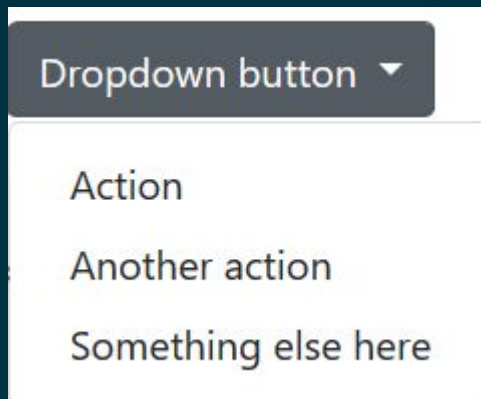 Dropdown button
Action
Another action
Something else here